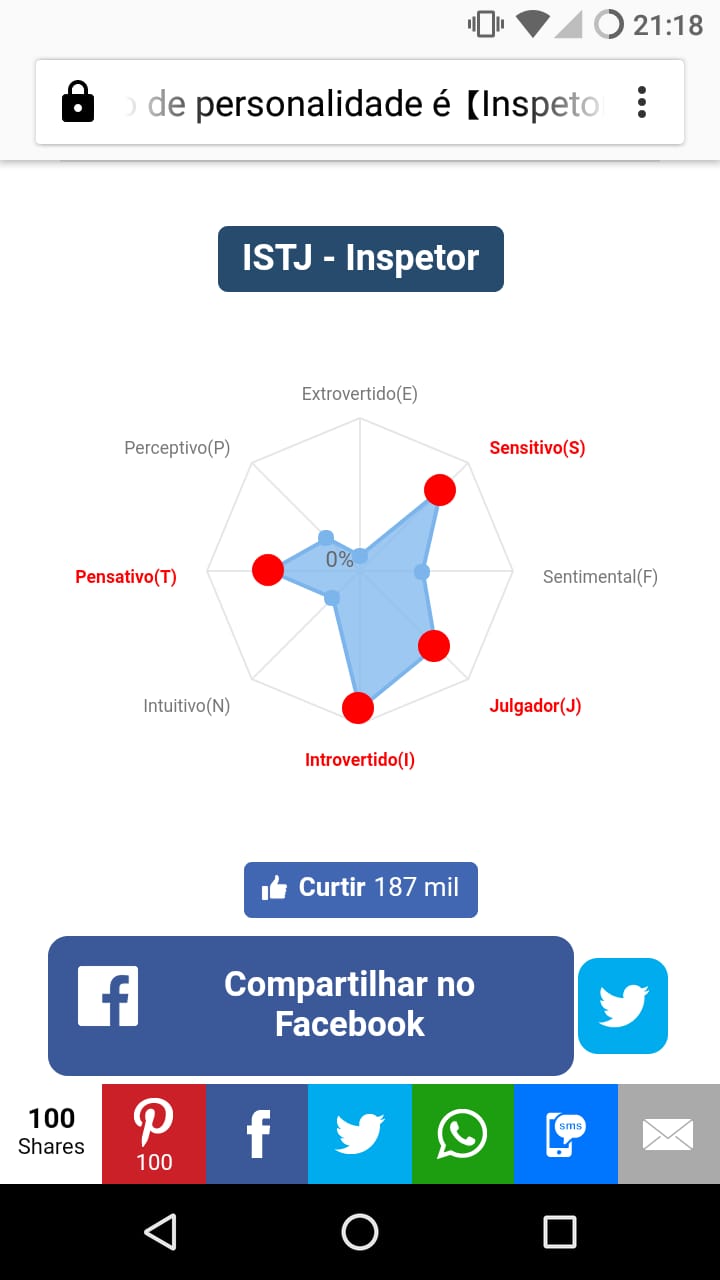 21:18
o de personalidade é【Inspeto
ISTJ - Inspetor
Extrovertido(E)
Perceptivo(P)
Sensitivo(S)
0%
Pensativo(T)
Sentimental(F)
Intuitivo(N)
Julgador(J)
Introvertido(I)
Curtir 187 mil
Compartilhar no
Facebook
100
Shares
100
sms